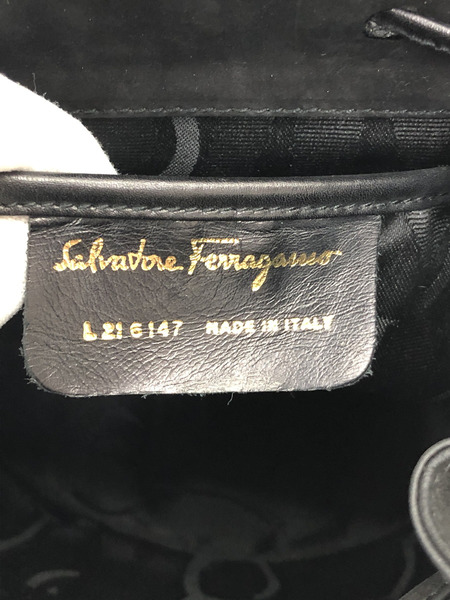 Salvatore Ferragamo
L 21 6147 MADE IN ITALY